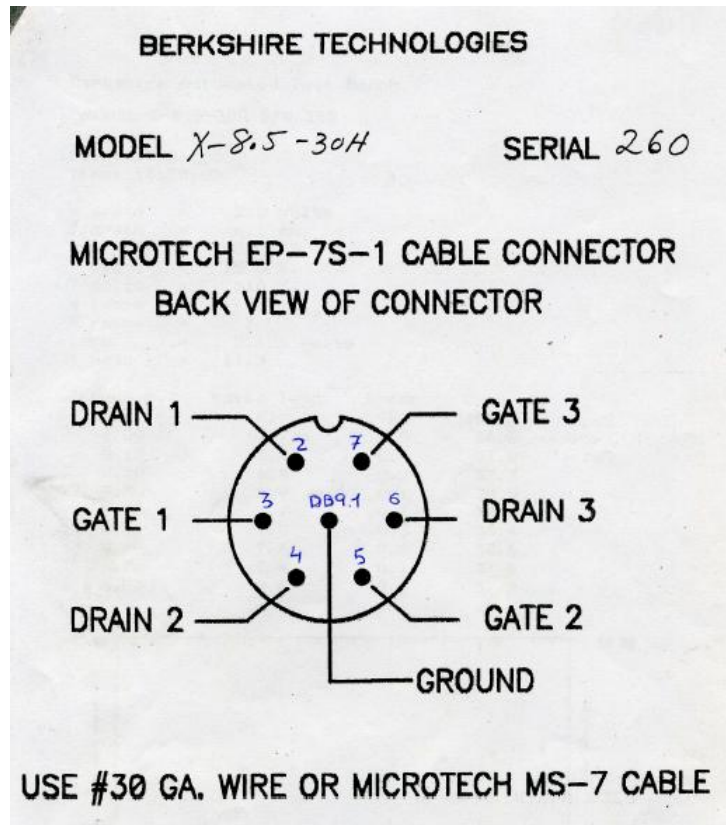 BERKSHIRE TECHNOLOGIES
MODEL X-8.5-30H SERIAL 260
MICROTECH EP-7S-1 CABLE CONNECTOR
BACK VIEW OF CONNECTOR
DRAIN 1 GATE 3
2 7
GATE 1 3 DB9.1 6 DRAIN 3
4 5
DRAIN 2 GATE 2
GROUND
USE #30 GA. WIRE OR MICROTECH MS-7 CABLE